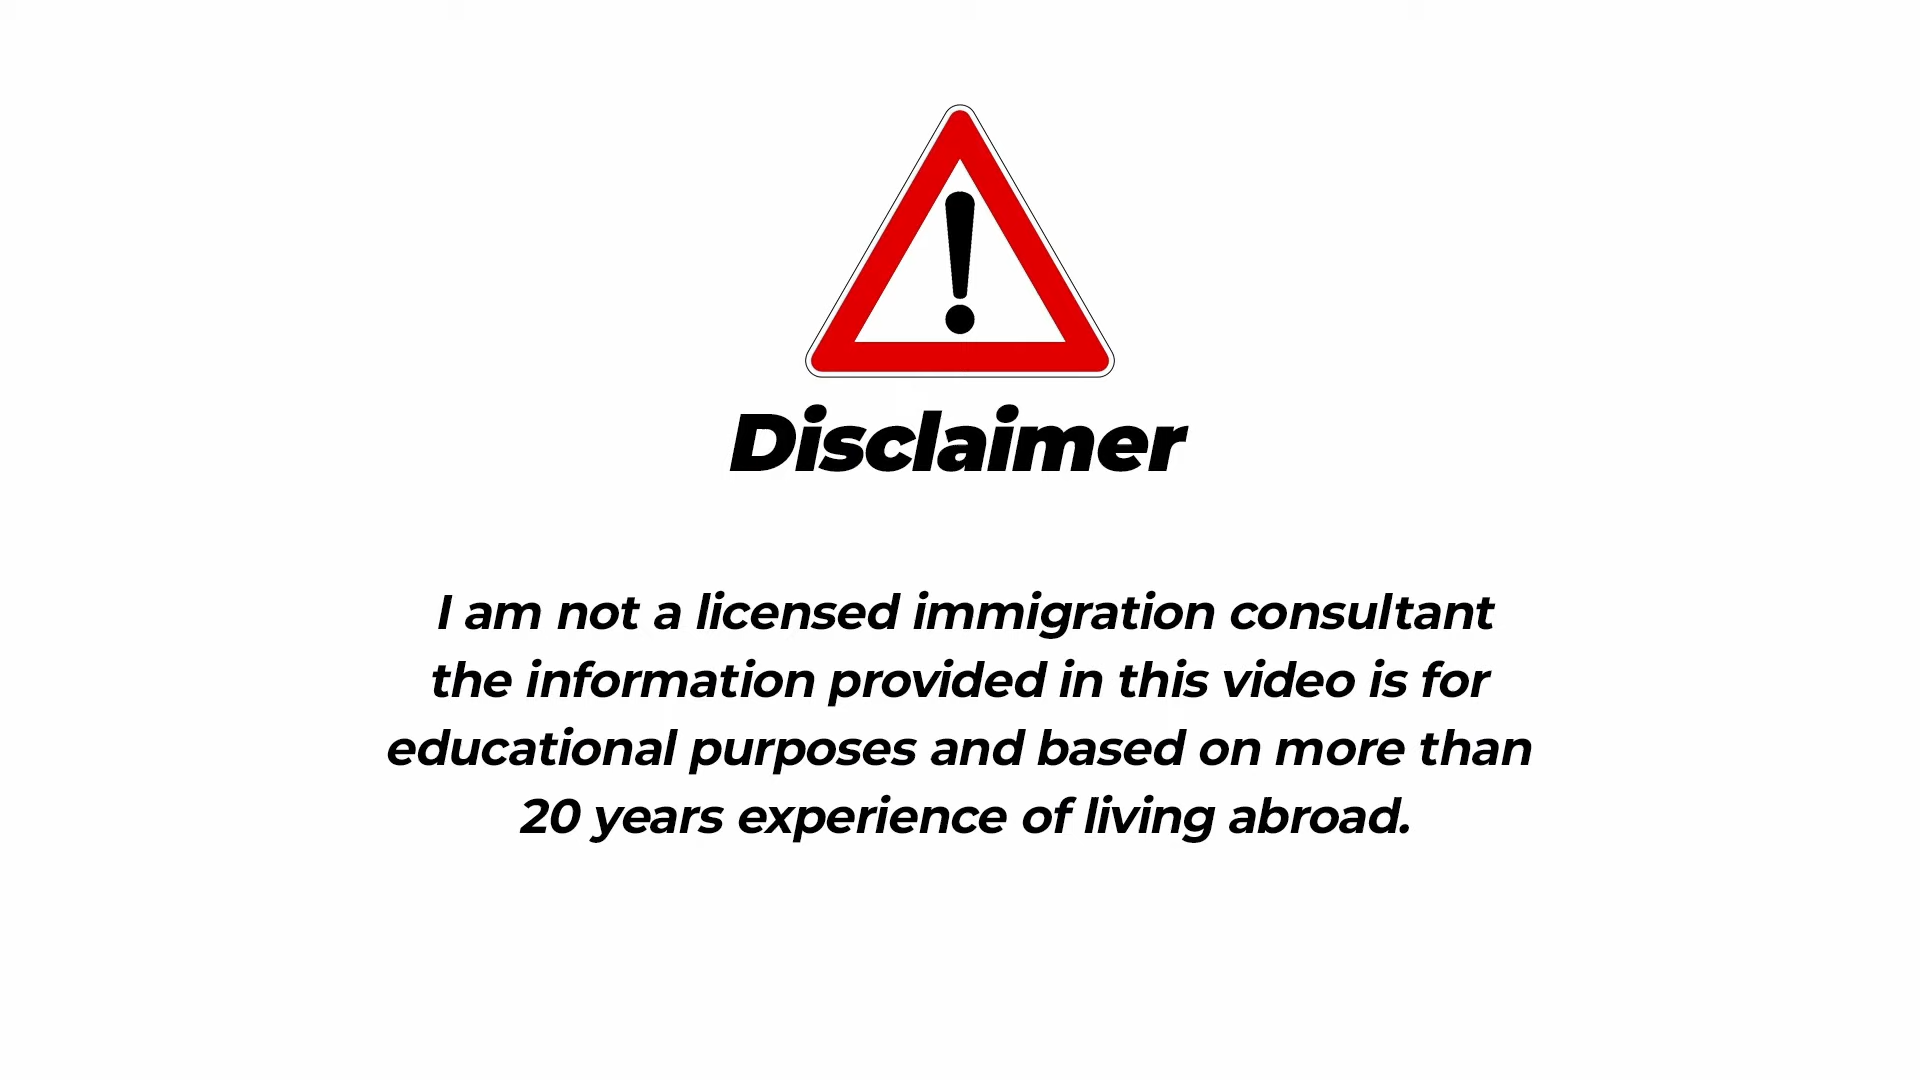 Disclaimer
I am not a licensed immigration consultant
the information provided in this video is for
educational purposes and based on more than
20 years experience of living abroad.